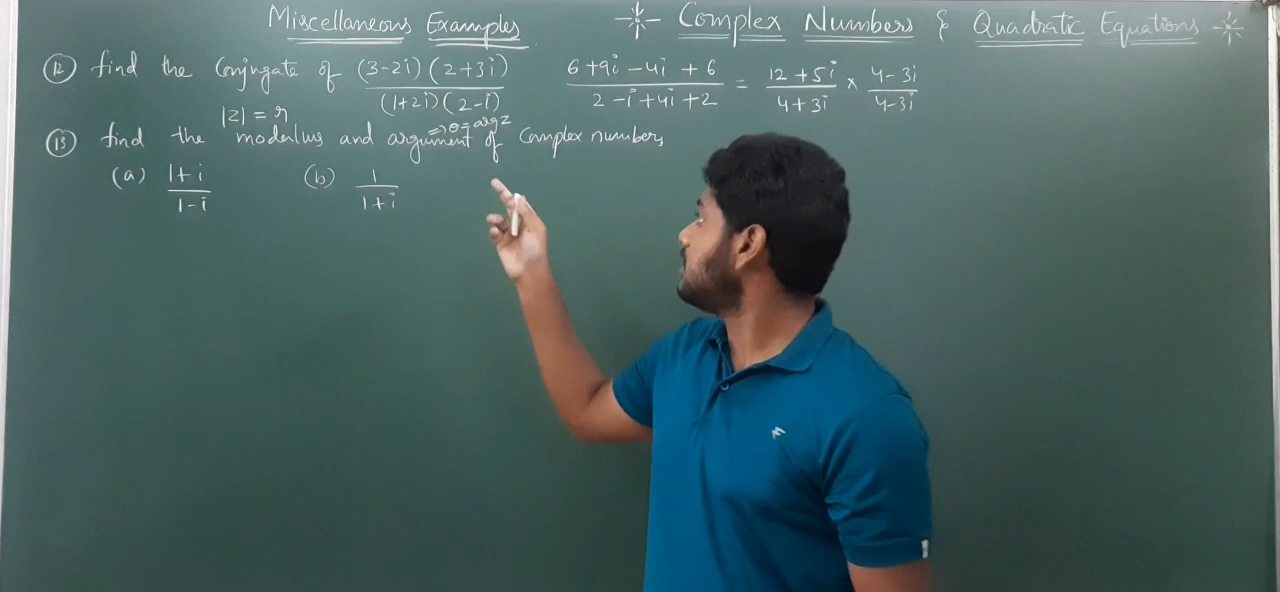 Miscellaneous Examples
Complex Numbers & Quadratic Equations
(12) find the Conjugate of (3-2i)(2+3i) / (1+2i)(2-i)
6+9i-4i+6 / 2-i+4i+2 = 12+5i / 4+3i × 4-3i / 4-3i
|z| = r
=> θ = arg z
(13) find the modalus and argument of Complex numbers
(a) 1+i / 1-i (b) 1 / 1+i